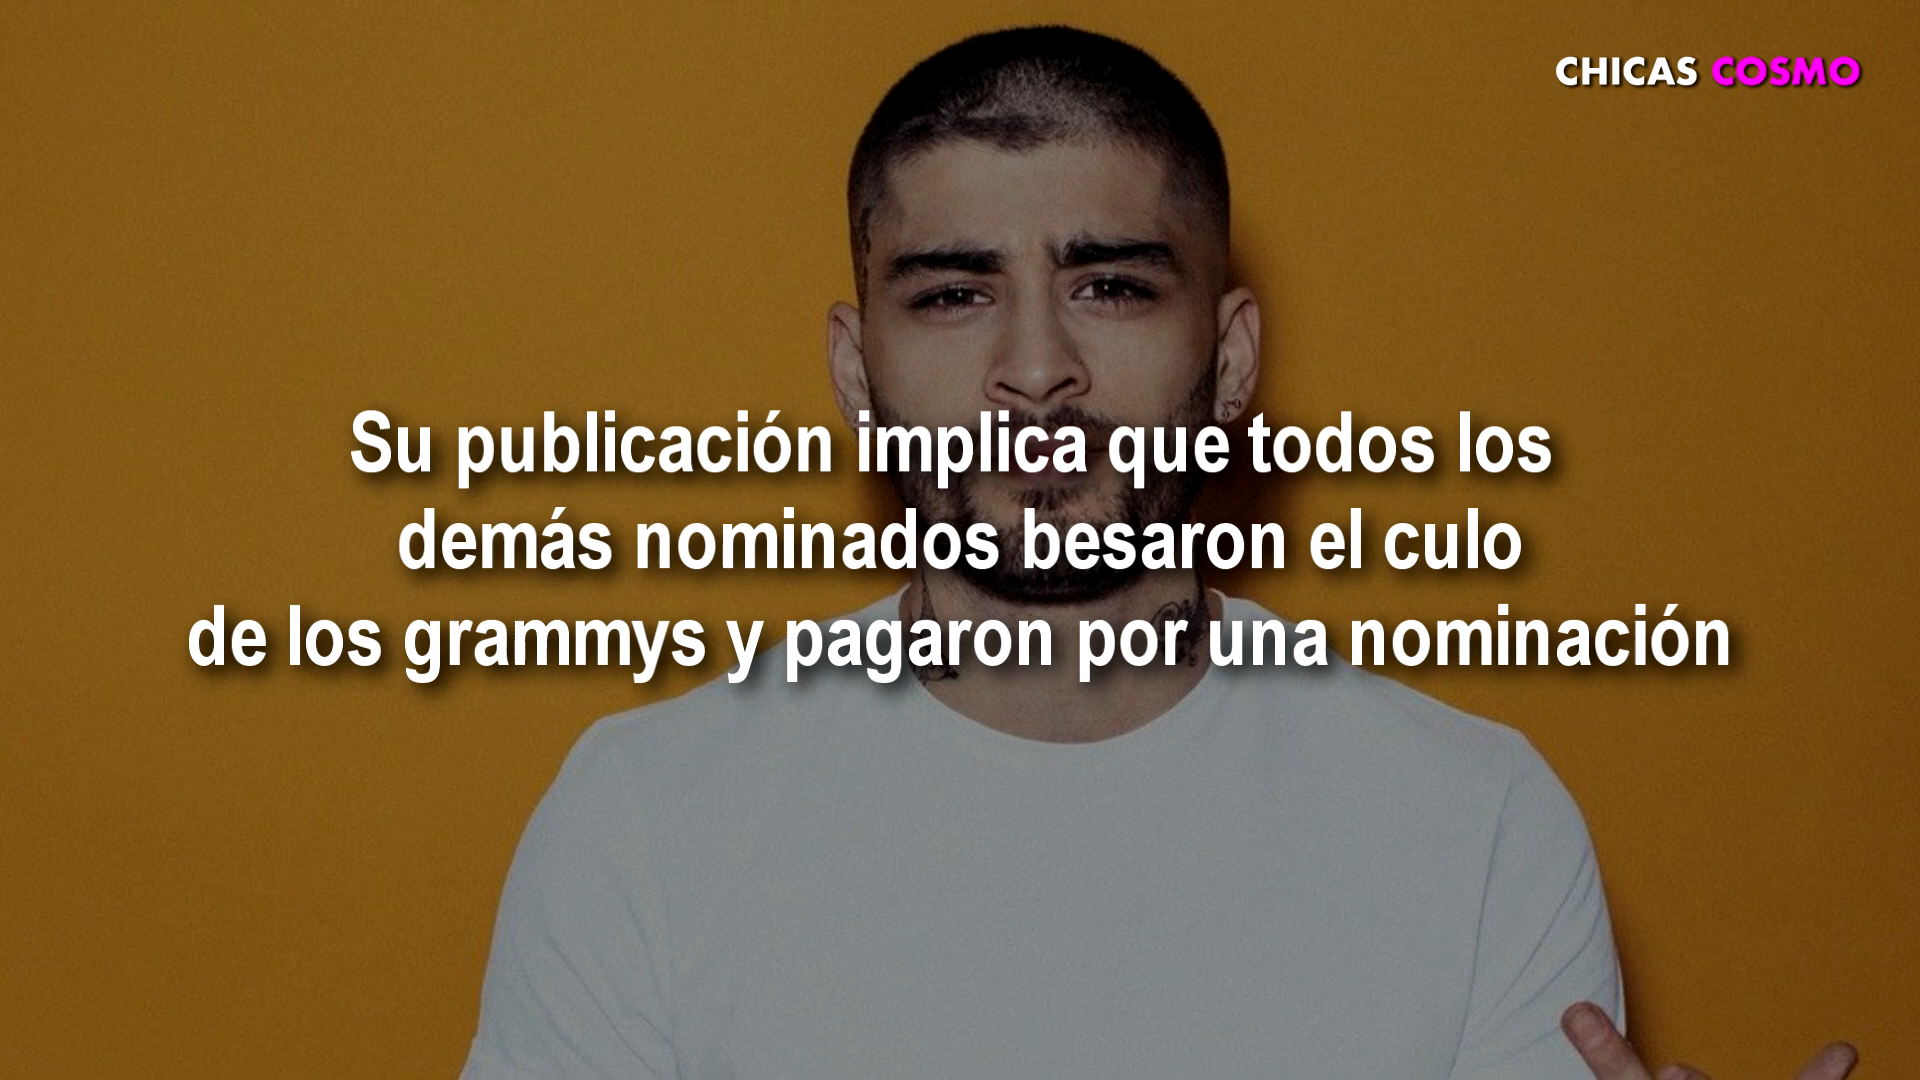 CHICAS COSMO
Su publicación implica que todos los
demás nominados besaron el culo
de los grammys y pagaron por una nominación